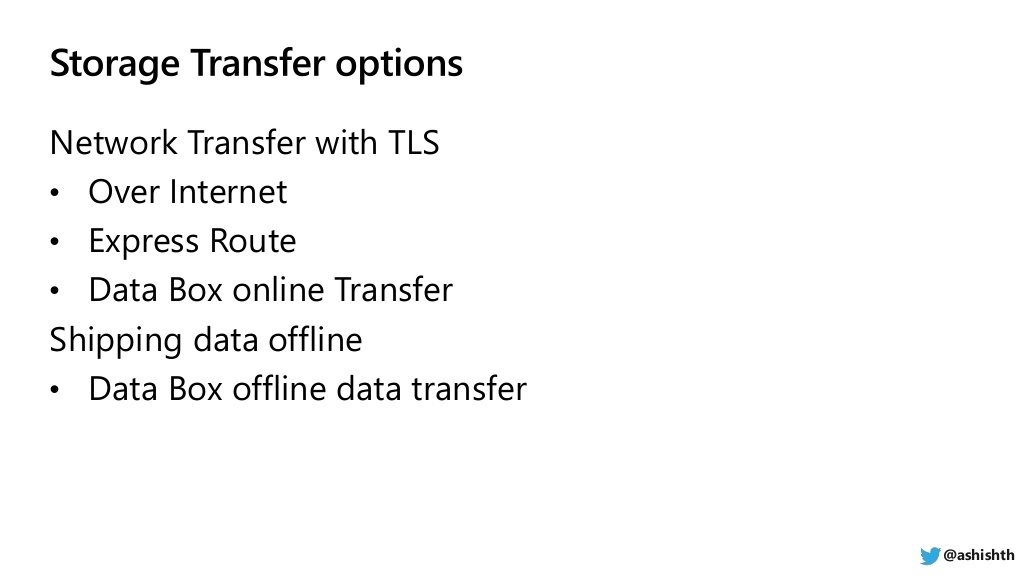 Storage Transfer options
Network Transfer with TLS
• Over Internet
• Express Route
• Data Box online Transfer
Shipping data offline
• Data Box offline data transfer
@ashishth